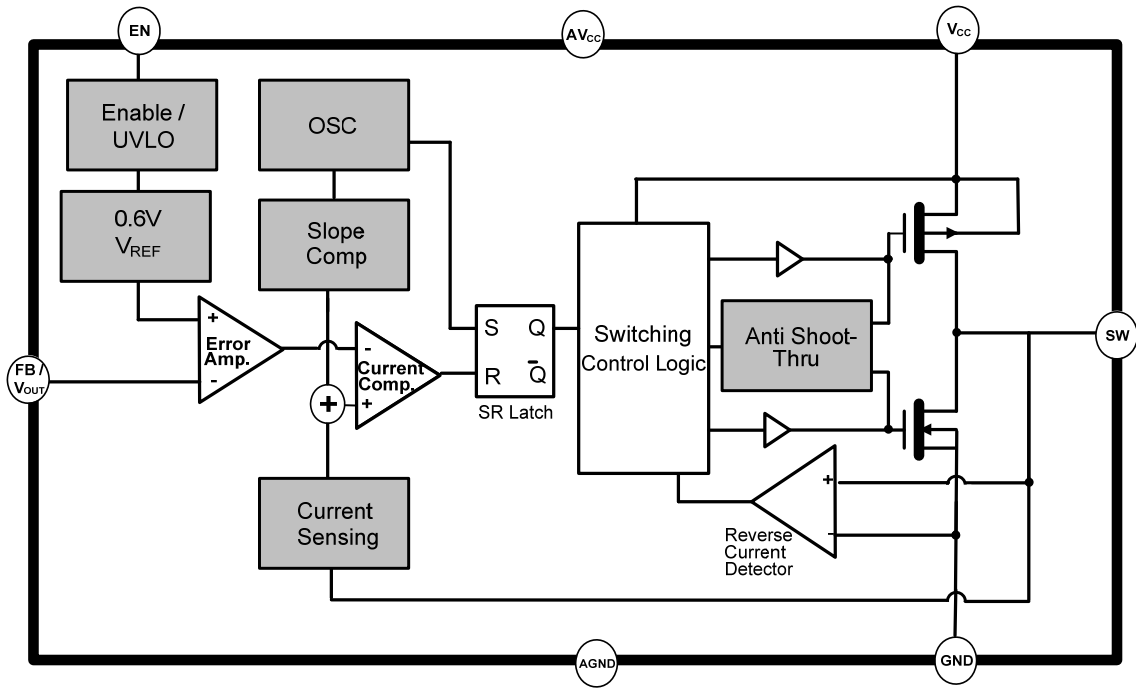 EN
AVCC
VCC
Enable /
UVLO
OSC
0.6V
VREF
Slope
Comp
+
Error
Amp.
-
-
Current
Comp.
+
+
S Q
R Q̄
SR Latch
Switching
Control Logic
Anti Shoot-
Thru
SW
FB /
VOUT
Current
Sensing
+
-
Reverse
Current
Detector
AGND
GND